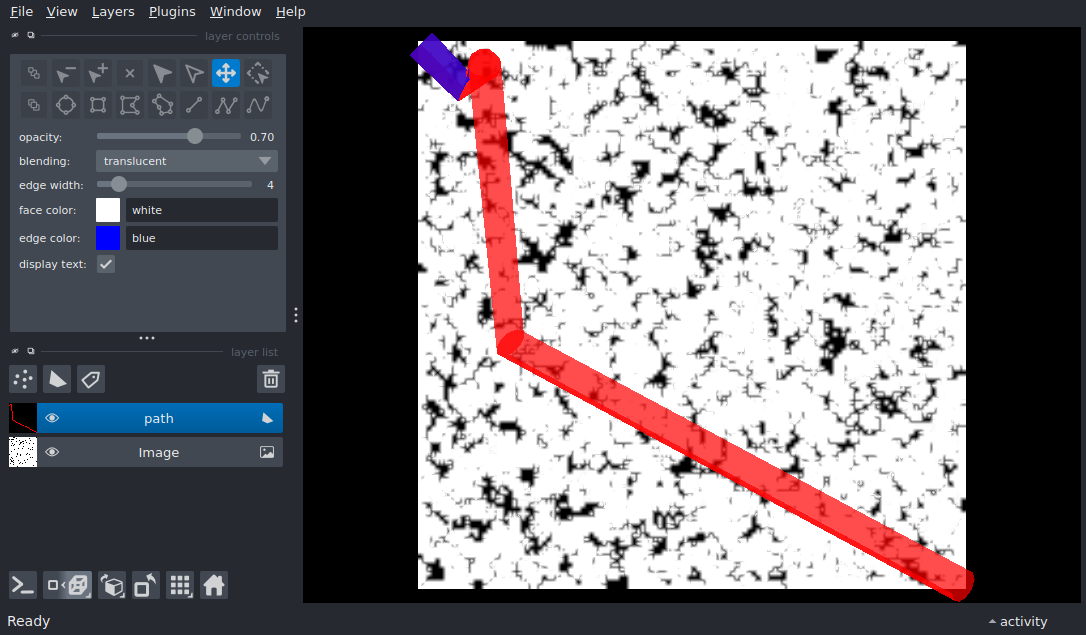 File View Layers Plugins Window Help
layer controls
opacity: 0.70
blending: translucent
edge width: 4
face color: white
edge color: blue
display text:
layer list
path
Image
Ready activity